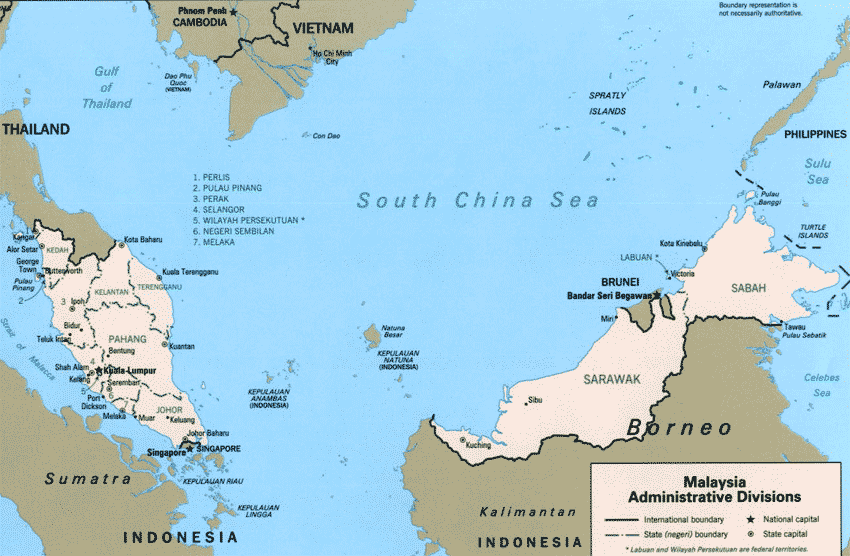 Boundary representation is
not necessarily authoritative.
Phnom Penh
CAMBODIA
VIETNAM
Ho Chi Minh
City
Gulf
of
Thailand
Dao Phu
Quoc
(VIETNAM)
Con Dao
THAILAND
SPRATLY
ISLANDS
Palawan
PHILIPPINES
Sulu
Sea
1. PERLIS
2. PULAU PINANG
3. PERAK
4. SELANGOR
5. WILAYAH PERSEKUTUAN *
6. NEGERI SEMBILAN
7. MELAKA
South China Sea
Pulau
Banggi
TURTLE
ISLANDS
Kangar
Alor Setar
KEDAH
Kota Baharu
George
Town
Butterworth
Pulau
Pinang
2
1
KELANTAN
Kuala Terengganu
TERENGGANU
3
Ipoh
Bidur
Teluk Intan
PAHANG
Kuantan
Bentung
Strait of Malacca
Shah Alam
4
Kuala Lumpur
Kelang
5
Seremban
6
Port
Dickson
Melaka
Muar
JOHOR
Keluang
Johor Baharu
Singapore
SINGAPORE
Kota Kinabalu
LABUAN
Victoria
BRUNEI
Bandar Seri Begawan
SABAH
Miri
Tawau
Pulau Sebatik
Celebes
Sea
Natuna
Besar
KEPULAUAN
NATUNA
(INDONESIA)
KEPULAUAN
ANAMBAS
(INDONESIA)
SARAWAK
Sibu
Kuching
Borneo
Sumatra
KEPULAUAN RIAU
KEPULAUAN
LINGGA
INDONESIA
Kalimantan
INDONESIA
Malaysia
Administrative Divisions
International boundary
National capital
State (negeri) boundary
State capital
* Labuan and Wilayah Persekutuan are federal territories.